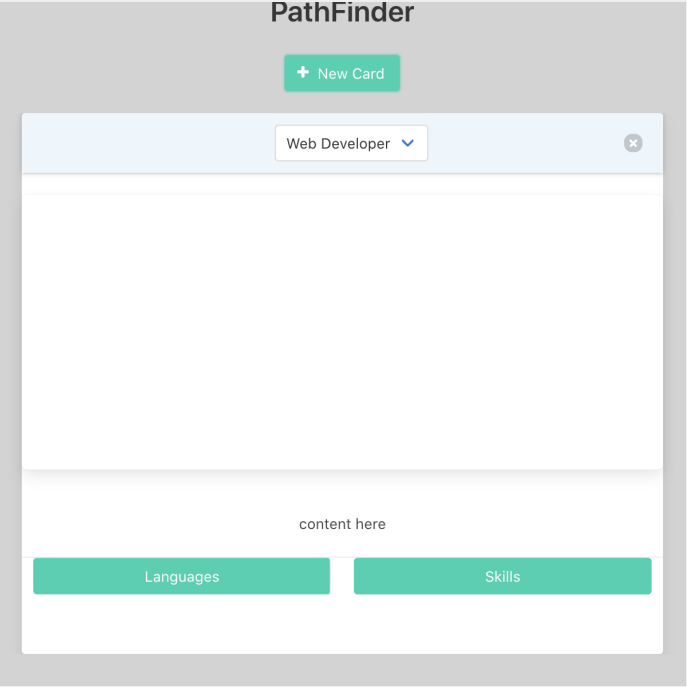 PathFinder
New Card
Web Developer
content here
Languages
Skills